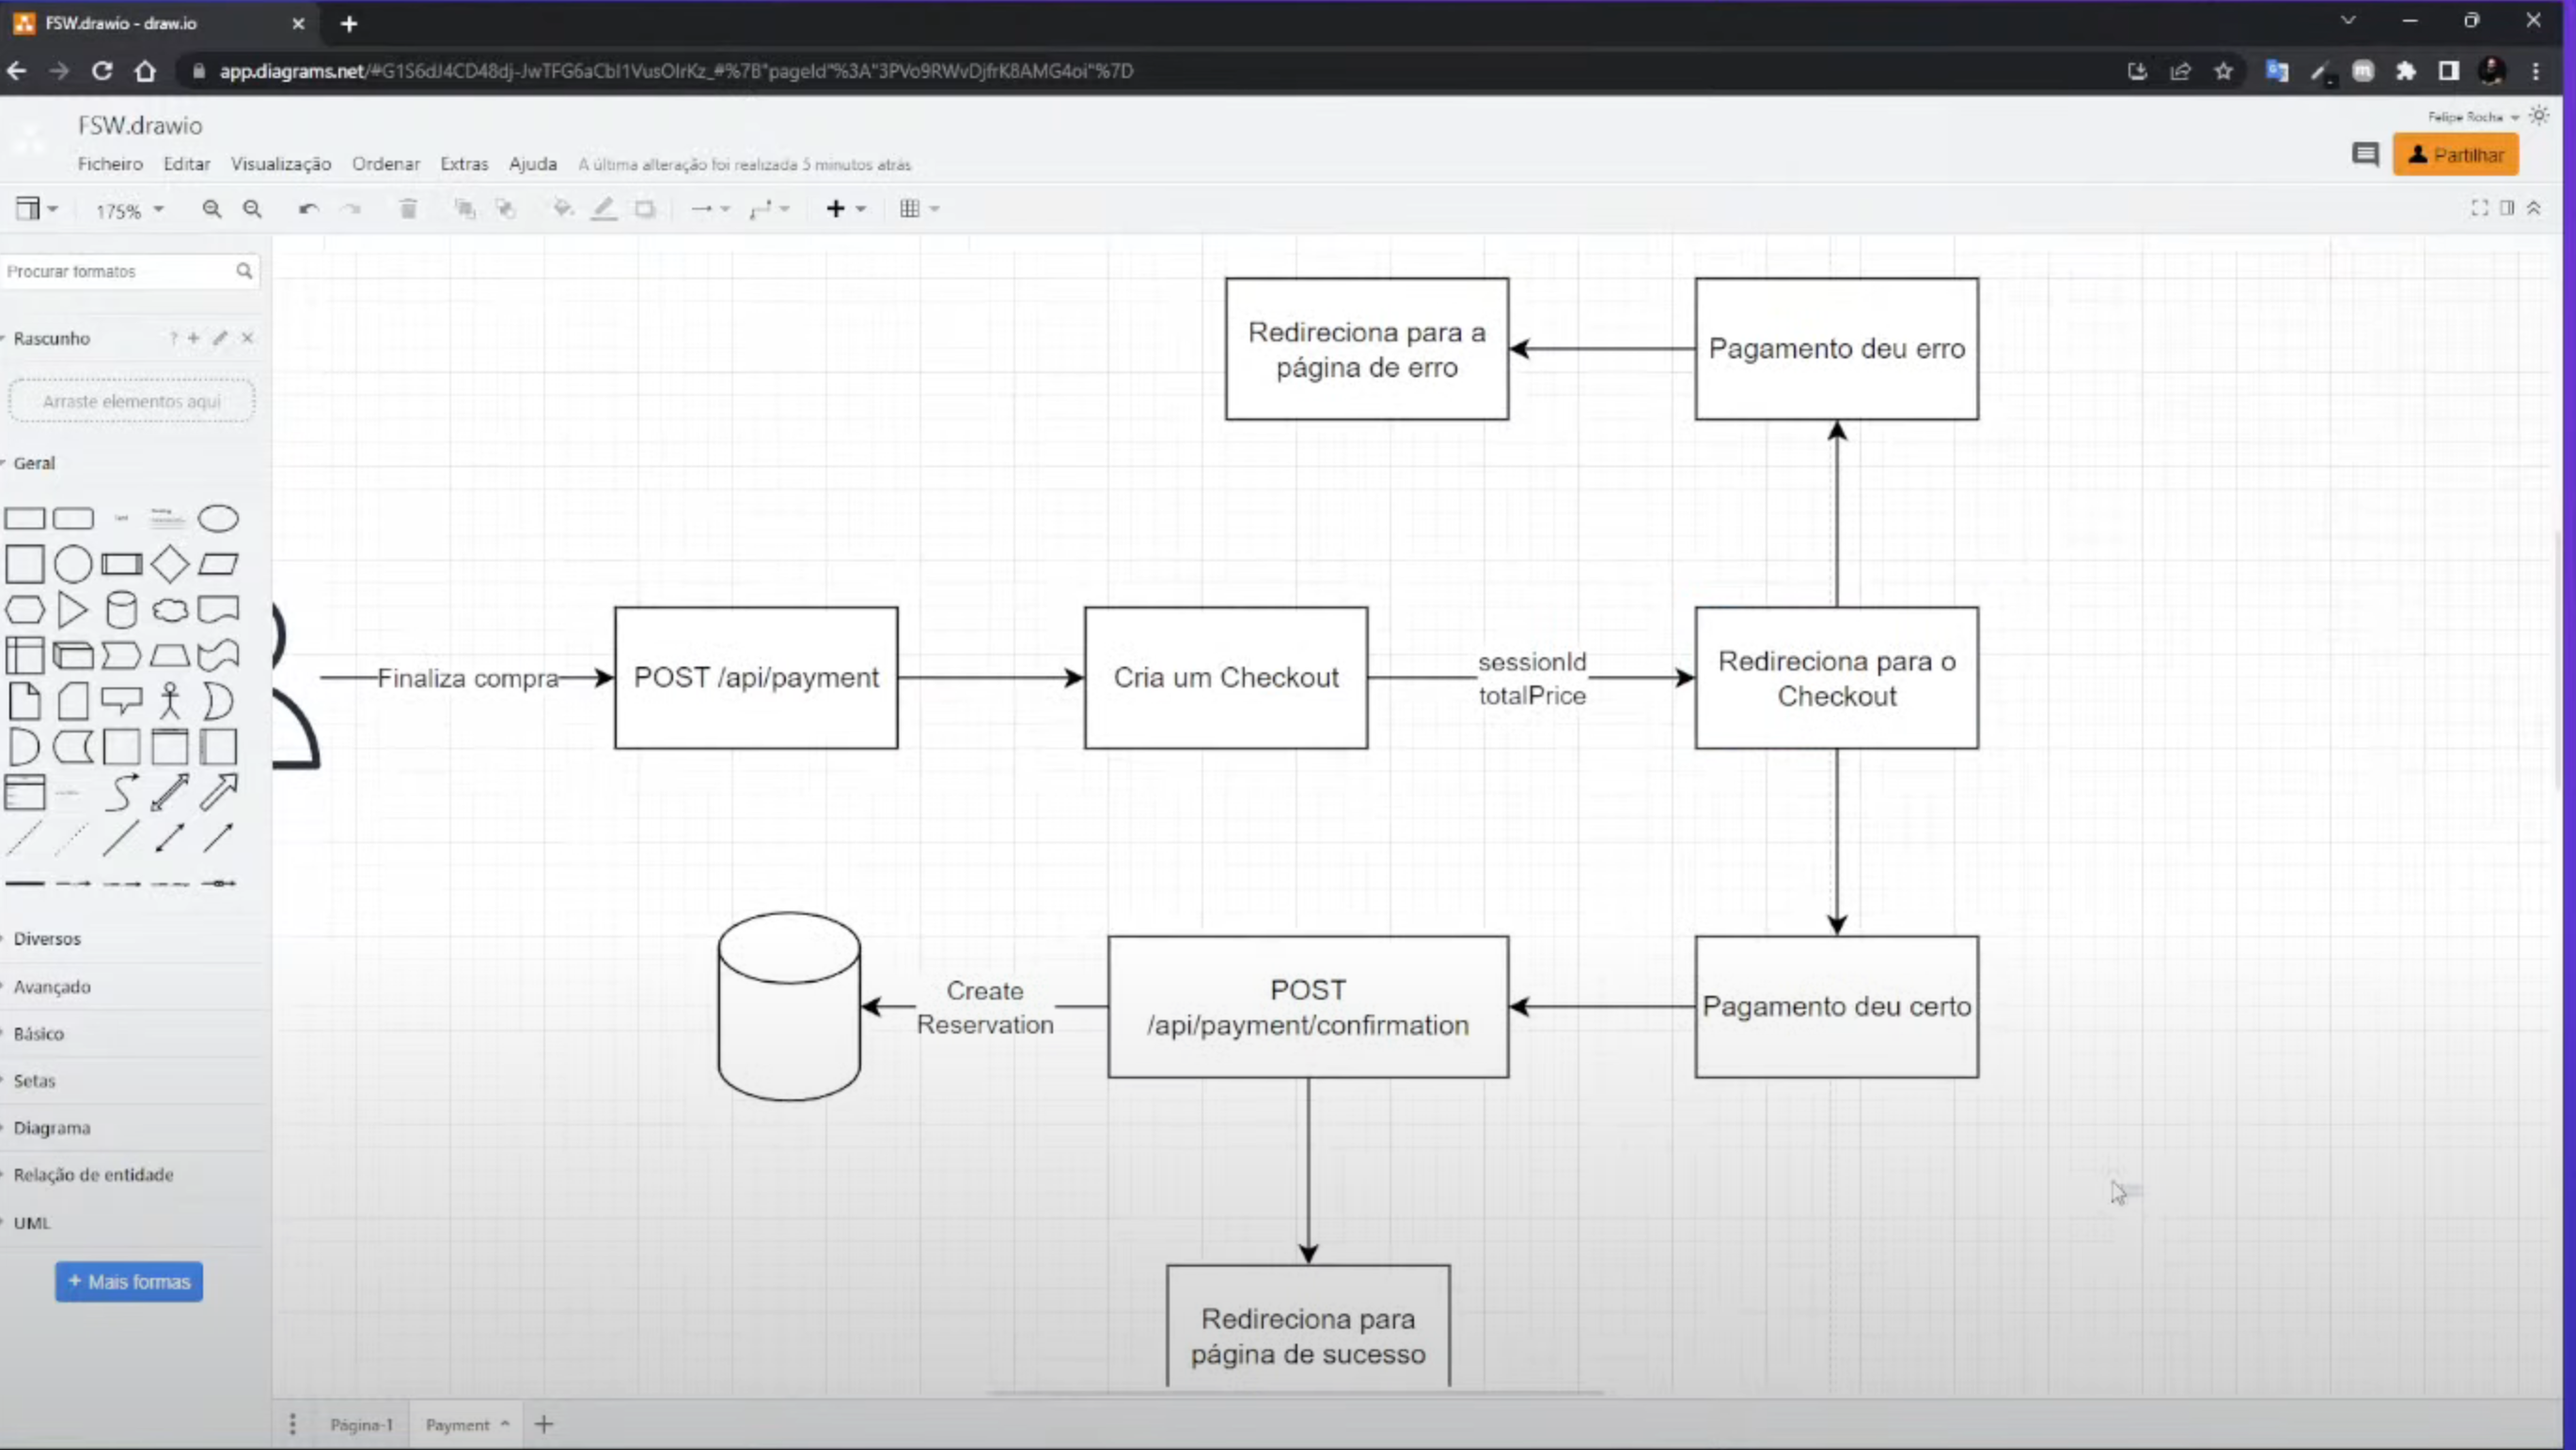 FSW.drawio - draw.io
app.diagrams.net/#G1S6dJ4CD48dj-JwTFG6aCbI1VusOIrKz_#%7B"pageId"%3A"3PVo9RWvDjfrK8AMG4oi"%7D
FSW.drawio
Felipe Rocha
Ficheiro Editar Visualização Ordenar Extras Ajuda A última alteração foi realizada 5 minutos atrás
Partilhar
175%
Procurar formatos
Rascunho
Arraste elementos aqui
Geral
Diversos
Avançado
Básico
Setas
Diagrama
Relação de entidade
UML
+ Mais formas
Redireciona para a
página de erro
Pagamento deu erro
Finaliza compra
POST /api/payment
Cria um Checkout
sessionId
totalPrice
Redireciona para o
Checkout
Create
Reservation
POST
/api/payment/confirmation
Pagamento deu certo
Redireciona para
página de sucesso
Página-1 Payment